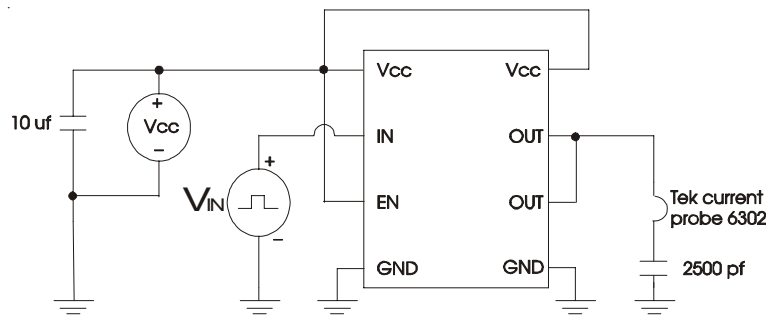 Vcc Vcc
10 uf
+
Vcc
−
IN OUT
+
VIN
−
EN OUT
Tek current
probe 6302
GND GND
2500 pf